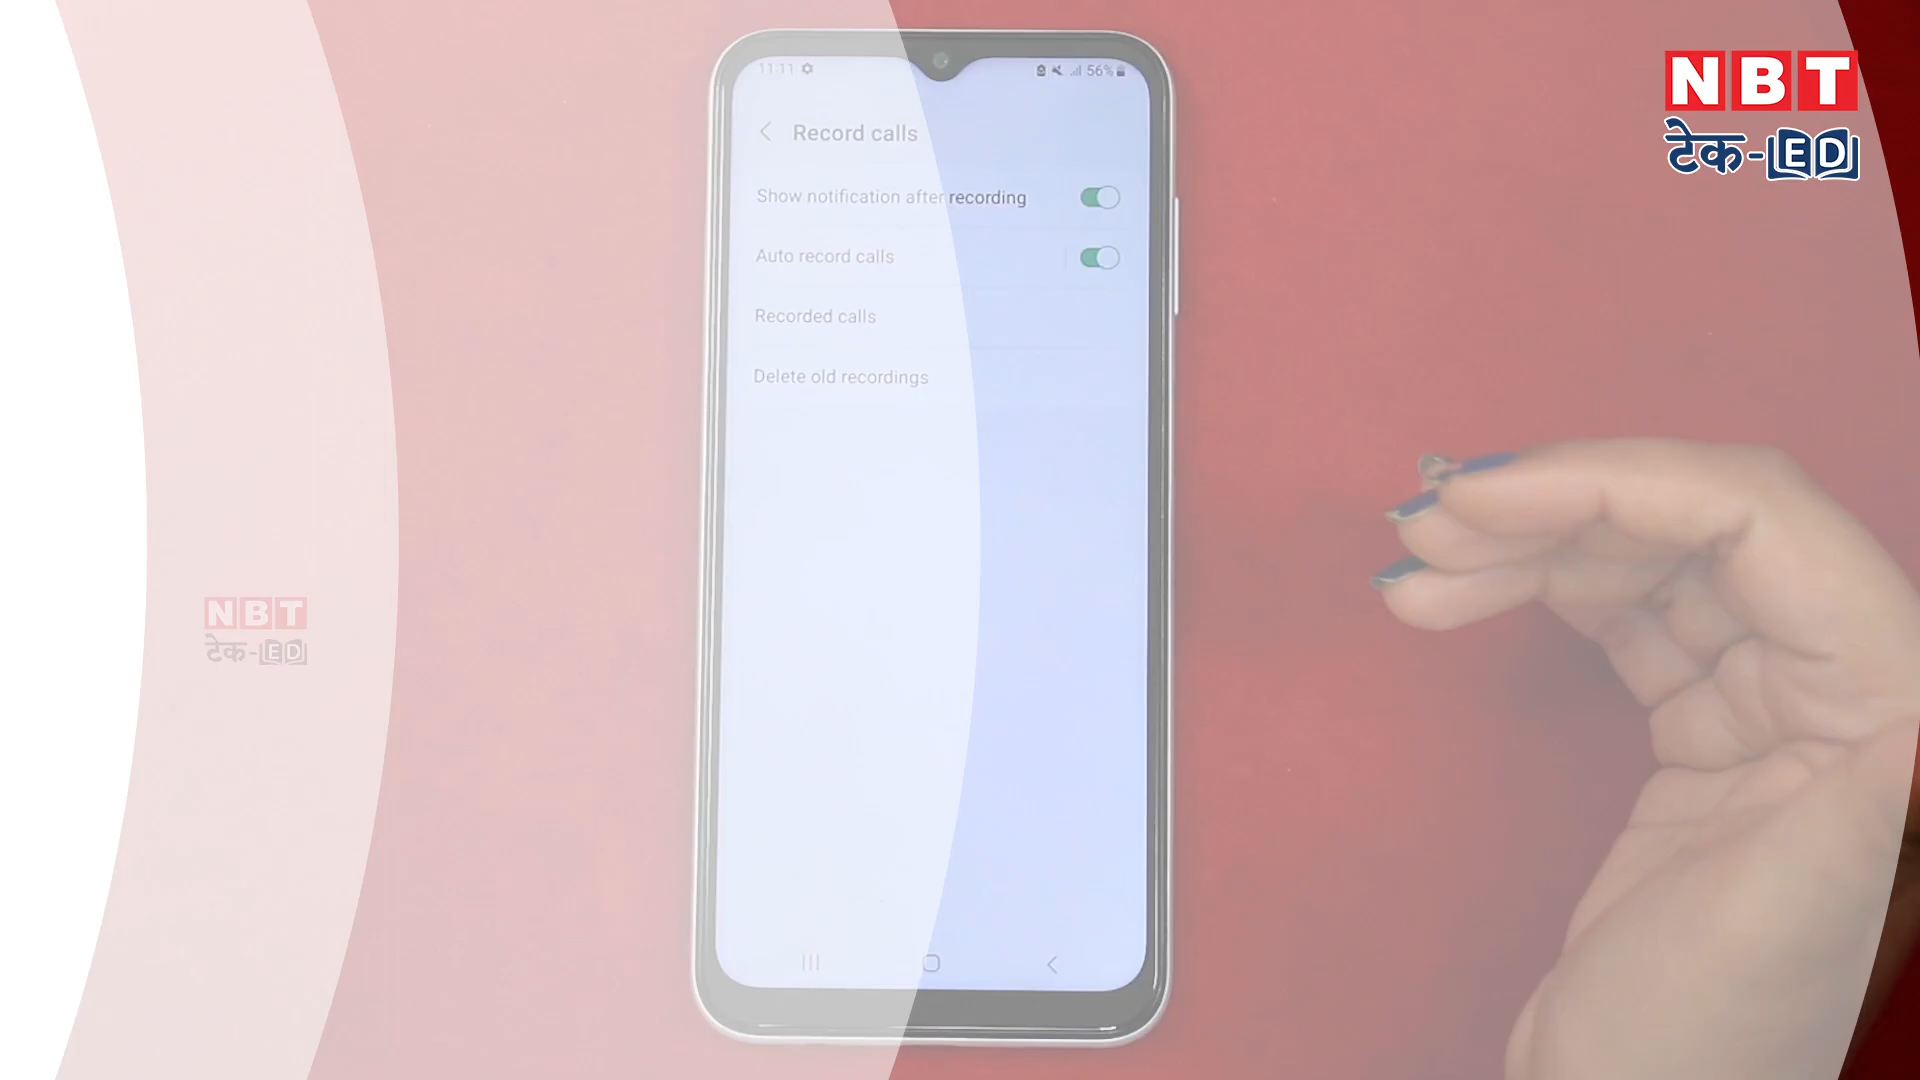 11:11
56%
NBT
टेक-ED
Record calls
Show notification after recording
Auto record calls
Recorded calls
Delete old recordings
NBT
टेक-ED